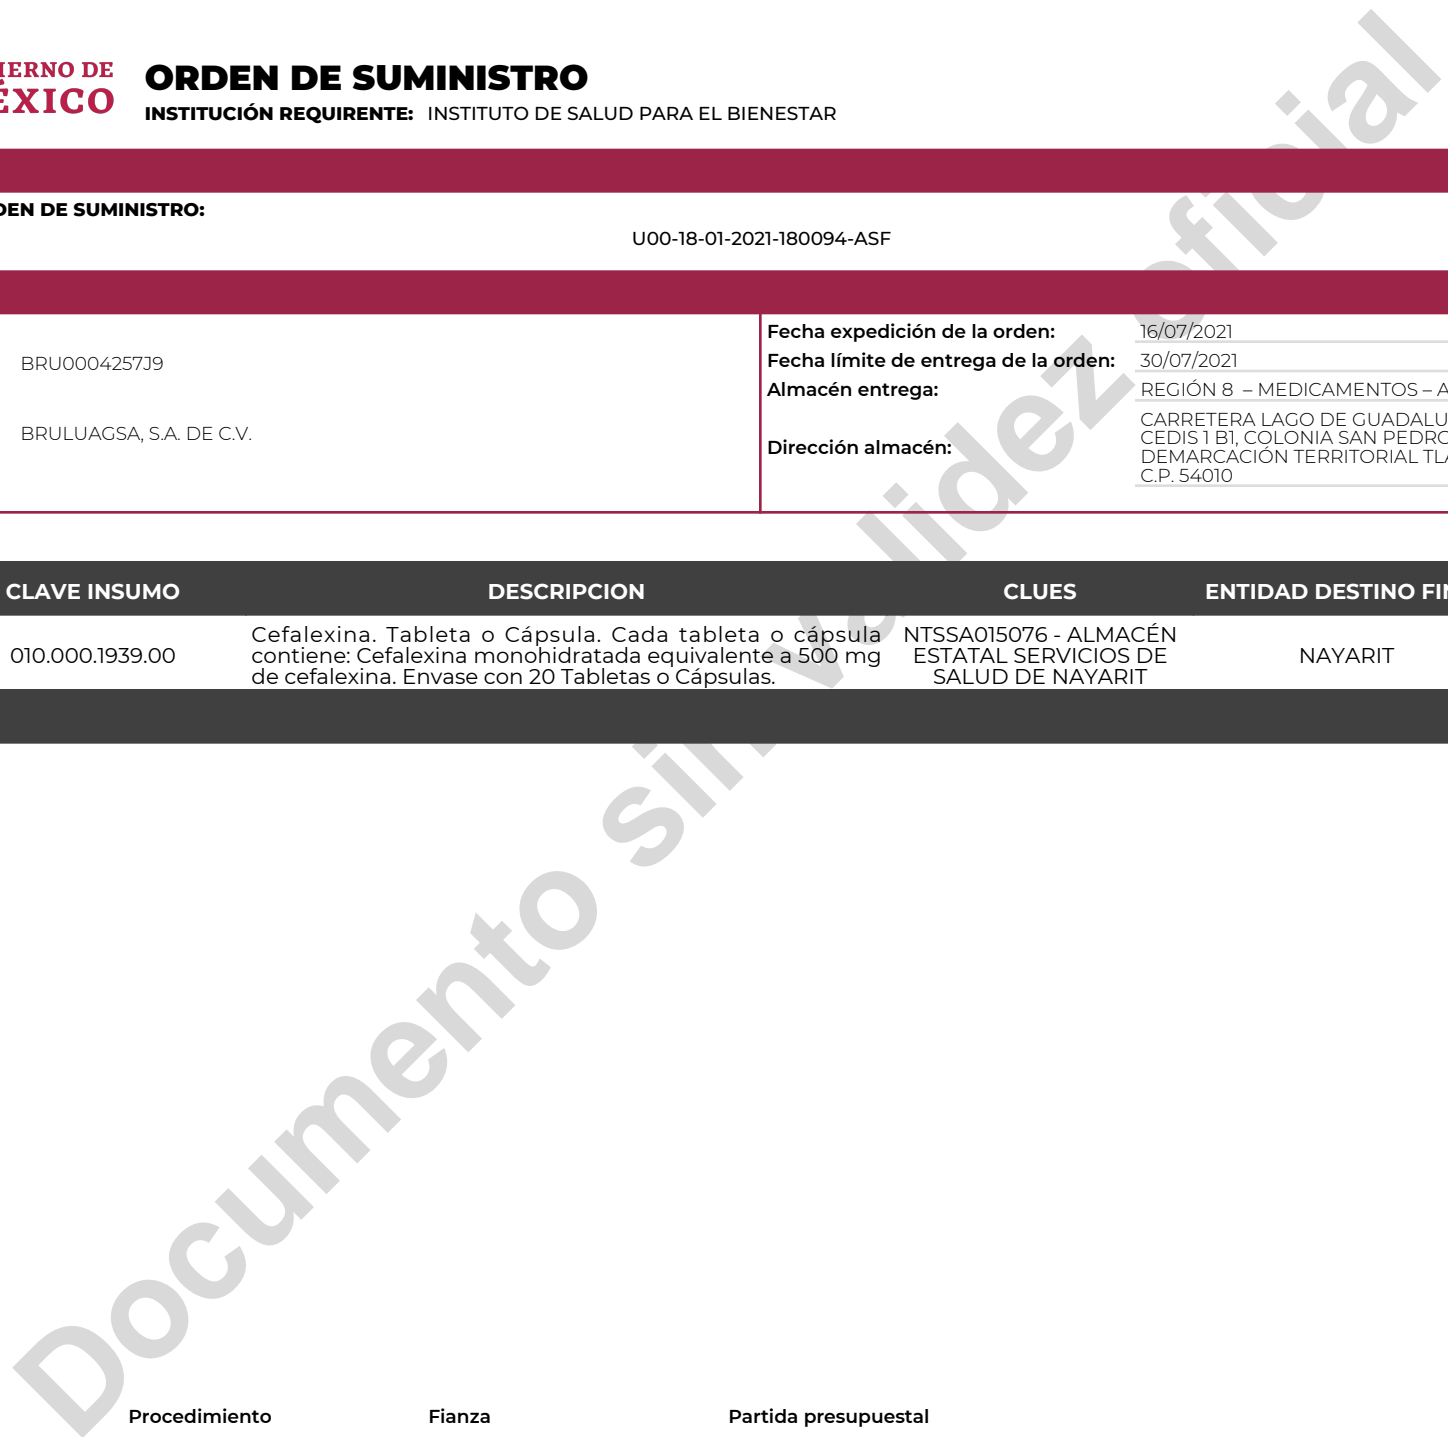 IERNO DE
ÉXICO
ORDEN DE SUMINISTRO
INSTITUCIÓN REQUIRENTE: INSTITUTO DE SALUD PARA EL BIENESTAR
DEN DE SUMINISTRO:
U00-18-01-2021-180094-ASF
BRU0004257J9
BRULUAGSA, S.A. DE C.V.
Fecha expedición de la orden: 16/07/2021
Fecha límite de entrega de la orden: 30/07/2021
Almacén entrega: REGIÓN 8 – MEDICAMENTOS – A
Dirección almacén:
CARRETERA LAGO DE GUADALU
CEDIS 1 B1, COLONIA SAN PEDRO
DEMARCACIÓN TERRITORIAL TLA
C.P. 54010
CLAVE INSUMO DESCRIPCION CLUES ENTIDAD DESTINO FIN
010.000.1939.00
Cefalexina. Tableta o Cápsula. Cada tableta o cápsula
contiene: Cefalexina monohidratada equivalente a 500 mg
de cefalexina. Envase con 20 Tabletas o Cápsulas.
NTSSA015076 - ALMACÉN
ESTATAL SERVICIOS DE
SALUD DE NAYARIT
NAYARIT
Documento sin validez oficial
Procedimiento Fianza Partida presupuestal